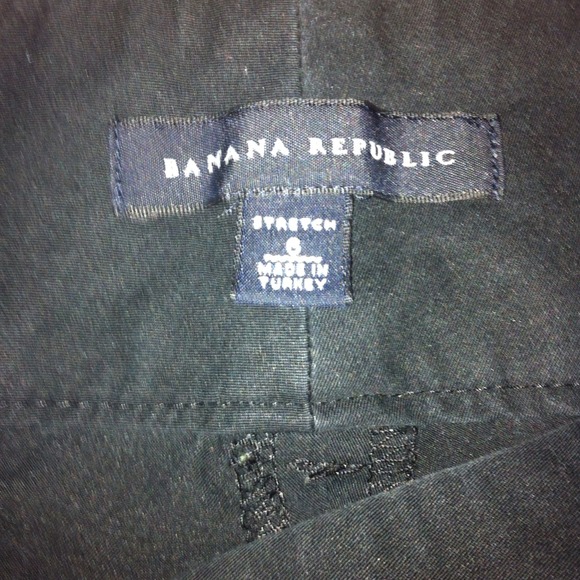 BANANA REPUBLIC
STRETCH
6
MADE IN
TURKEY